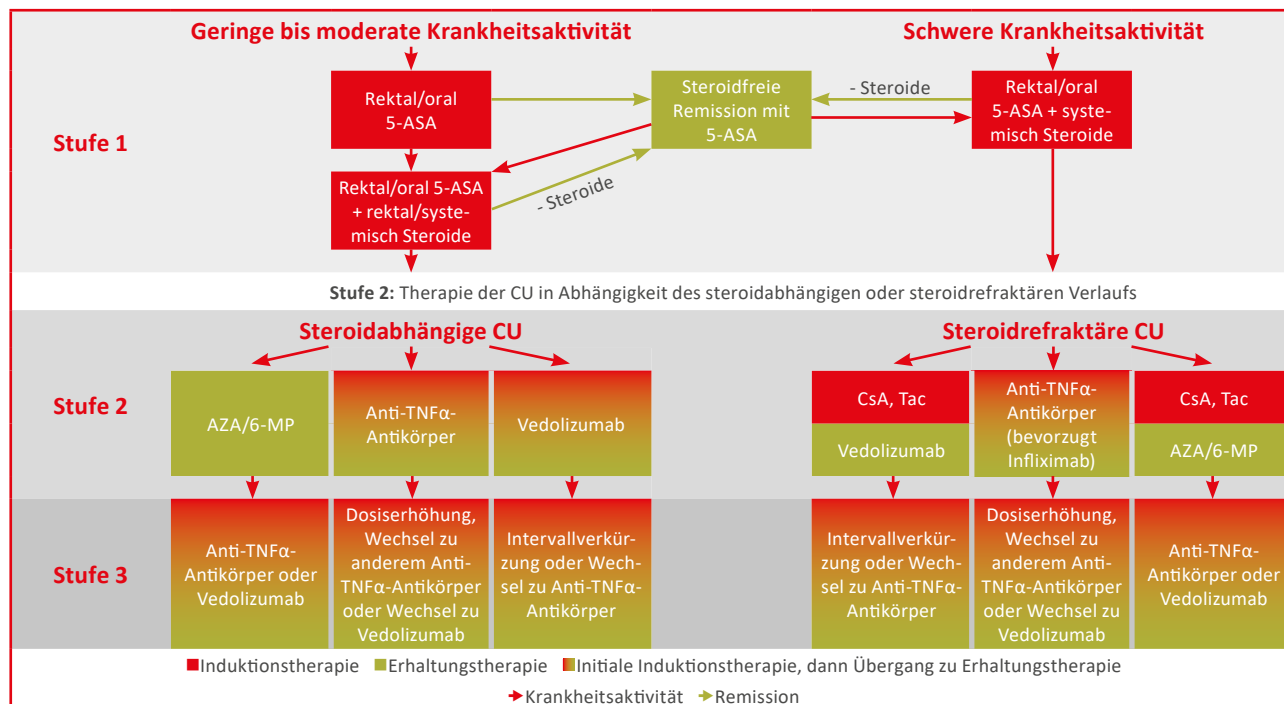 Geringe bis moderate Krankheitsaktivität
Schwere Krankheitsaktivität
Stufe 1
Rektal/oral
5-ASA
Steroidfreie
Remission mit
5-ASA
- Steroide
Rektal/oral
5-ASA + syste-
misch Steroide
Rektal/oral 5-ASA
+ rektal/syste-
misch Steroide
- Steroide
Stufe 2: Therapie der CU in Abhängigkeit des steroidabhängigen oder steroidrefraktären Verlaufs
Steroidabhängige CU
Steroidrefraktäre CU
Stufe 2
AZA/6-MP
Anti-TNFα-
Antikörper
Vedolizumab
CsA, Tac
Vedolizumab
Anti-TNFα-
Antikörper
(bevorzugt
Infliximab)
CsA, Tac
AZA/6-MP
Stufe 3
Anti-TNFα-
Antikörper oder
Vedolizumab
Dosiserhöhung,
Wechsel zu
anderem Anti-
TNFα-Antikörper
oder Wechsel zu
Vedolizumab
Intervallverkür-
zung oder Wech-
sel zu Anti-TNFα-
Antikörper
Intervallverkür-
zung oder Wech-
sel zu Anti-TNFα-
Antikörper
Dosiserhöhung,
Wechsel zu
anderem Anti-
TNFα-Antikörper
oder Wechsel zu
Vedolizumab
Anti-TNFα-
Antikörper oder
Vedolizumab
Induktionstherapie Erhaltungstherapie Initiale Induktionstherapie, dann Übergang zu Erhaltungstherapie
Krankheitsaktivität Remission